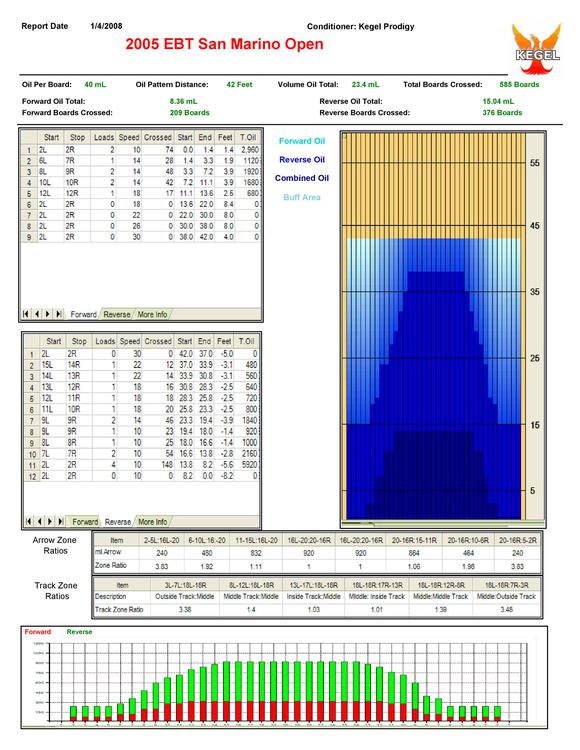 Report Date 1/4/2008 Conditioner: Kegel Prodigy
2005 EBT San Marino Open
KEGEL
Oil Per Board: 40 mL Oil Pattern Distance: 42 Feet Volume Oil Total: 23.4 mL Total Boards Crossed: 585 Boards
Forward Oil Total: 8.36 mL Reverse Oil Total: 15.04 mL
Forward Boards Crossed: 209 Boards Reverse Boards Crossed: 376 Boards
Start Stop Loads Speed Crossed Start End Feet T.Oil
1 2L 2R 2 10 74 0.0 1.4 1.4 2,960
2 6L 7R 1 14 28 1.4 3.3 1.9 1120
3 8L 9R 2 14 48 3.3 7.2 3.9 1920
4 10L 10R 2 14 42 7.2 11.1 3.9 1680
5 12L 12R 1 18 17 11.1 13.6 2.5 680
6 2L 2R 0 18 0 13.6 22.0 8.4 0
7 2L 2R 0 22 0 22.0 30.0 8.0 0
8 2L 2R 0 26 0 30.0 38.0 8.0 0
9 2L 2R 0 30 0 38.0 42.0 4.0 0
Forward Reverse More Info
Forward Oil
Reverse Oil
Combined Oil
Buff Area
55
45
35
25
15
5
Start Stop Loads Speed Crossed Start End Feet T.Oil
1 2L 2R 0 30 0 42.0 37.0 -5.0 0
2 15L 14R 1 22 12 37.0 33.9 -3.1 480
3 14L 13R 1 22 14 33.9 30.8 -3.1 560
4 13L 12R 1 18 16 30.8 28.3 -2.5 640
5 12L 11R 1 18 18 28.3 25.8 -2.5 720
6 11L 10R 1 18 20 25.8 23.3 -2.5 800
7 9L 9R 2 14 46 23.3 19.4 -3.9 1840
8 9L 9R 1 10 23 19.4 18.0 -1.4 920
9 8L 8R 1 10 25 18.0 16.6 -1.4 1000
10 7L 7R 2 10 54 16.6 13.8 -2.8 2160
11 2L 2R 4 10 148 13.8 8.2 -5.6 5920
12 2L 2R 0 10 0 8.2 0.0 -8.2 0
Forward Reverse More Info
Arrow Zone Ratios
Item 2-5L:16L-20 6-10L:16-20 11-15L:16L-20 16L-20:20-16R 16L-20:20-16R 20-16R:15-11R 20-16R:10-6R 20-16R:5-2R
ml Arrow 240 480 832 920 920 864 464 240
Zone Ratio 3.83 1.92 1.11 1 1 1.06 1.98 3.83
Track Zone Ratios
Item 3L-7L:18L-18R 8L-12L:18L-18R 13L-17L:18L-18R 18L-18R:17R-13R 18L-18R:12R-8R 18L-18R:7R-3R
Description Outside Track:Middle Middle Track:Middle Inside Track:Middle Middle: Inside Track Middle:Middle Track Middle:Outside Track
Track Zone Ratio 3.38 1.4 1.03 1.01 1.39 3.48
Forward Reverse